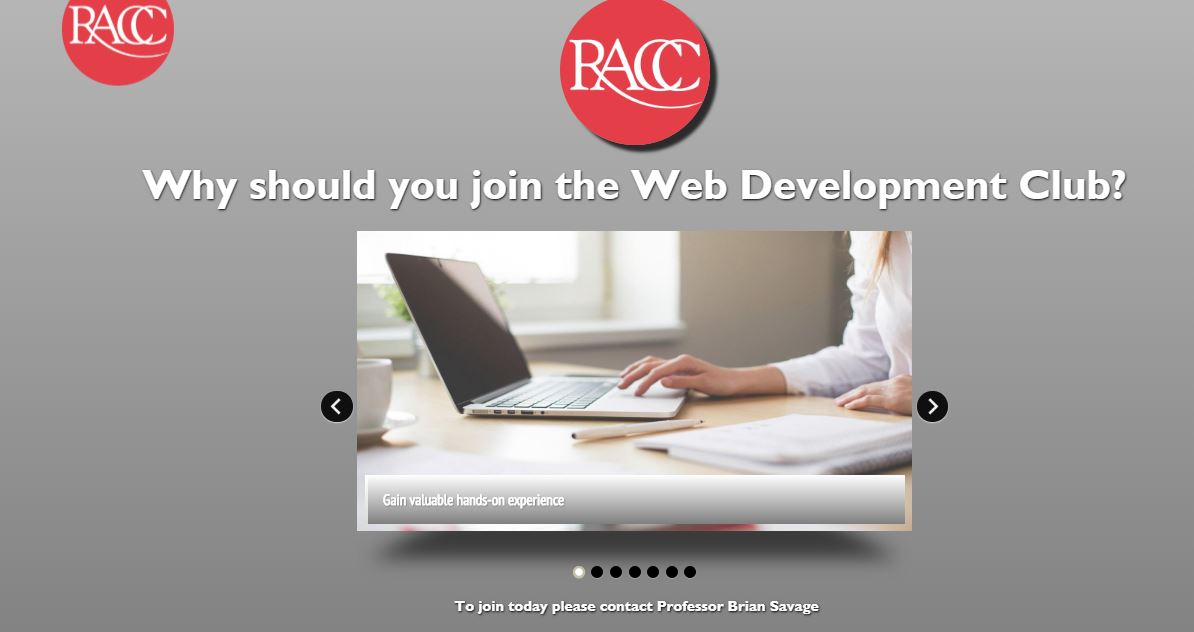 RACC
RACC
Why should you join the Web Development Club?
Gain valuable hands-on experience
To join today please contact Professor Brian Savage